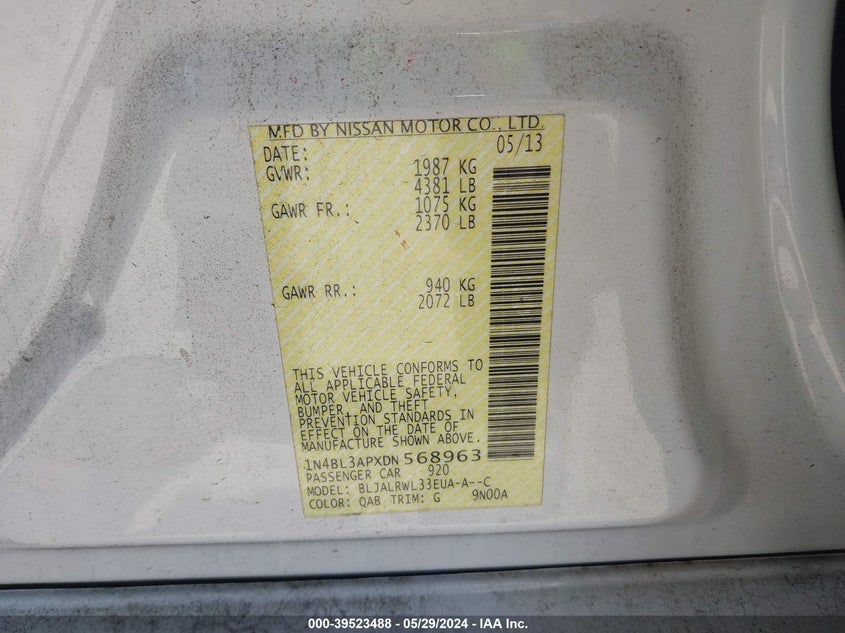 MFD BY NISSAN MOTOR CO., LTD.
DATE: 05/13
GVWR: 1987 KG
4381 LB
GAWR FR.: 1075 KG
2370 LB
GAWR RR.: 940 KG
2072 LB
THIS VEHICLE CONFORMS TO
ALL APPLICABLE FEDERAL
MOTOR VEHICLE SAFETY,
BUMPER, AND THEFT
PREVENTION STANDARDS IN
EFFECT ON THE DATE OF
MANUFACTURE SHOWN ABOVE.
1N4BL3APXDN 568963
PASSENGER CAR 920
MODEL: BLJALRWL33EUA-A--C
COLOR: QAB TRIM: G 9N00A
000-39523488 - 05/29/2024 - IAA Inc.